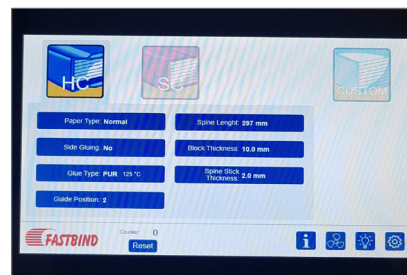 HC
SC
CUSTOM
Paper Type: Normal
Spine Lenght: 297 mm
Side Gluing: No
Block Thickness: 10.0 mm
Glue Type: PUR 125 °C
Spine Stick
Thickness: 2.0 mm
Guide Position: 2
FASTBIND
Counter: 0
Reset
i